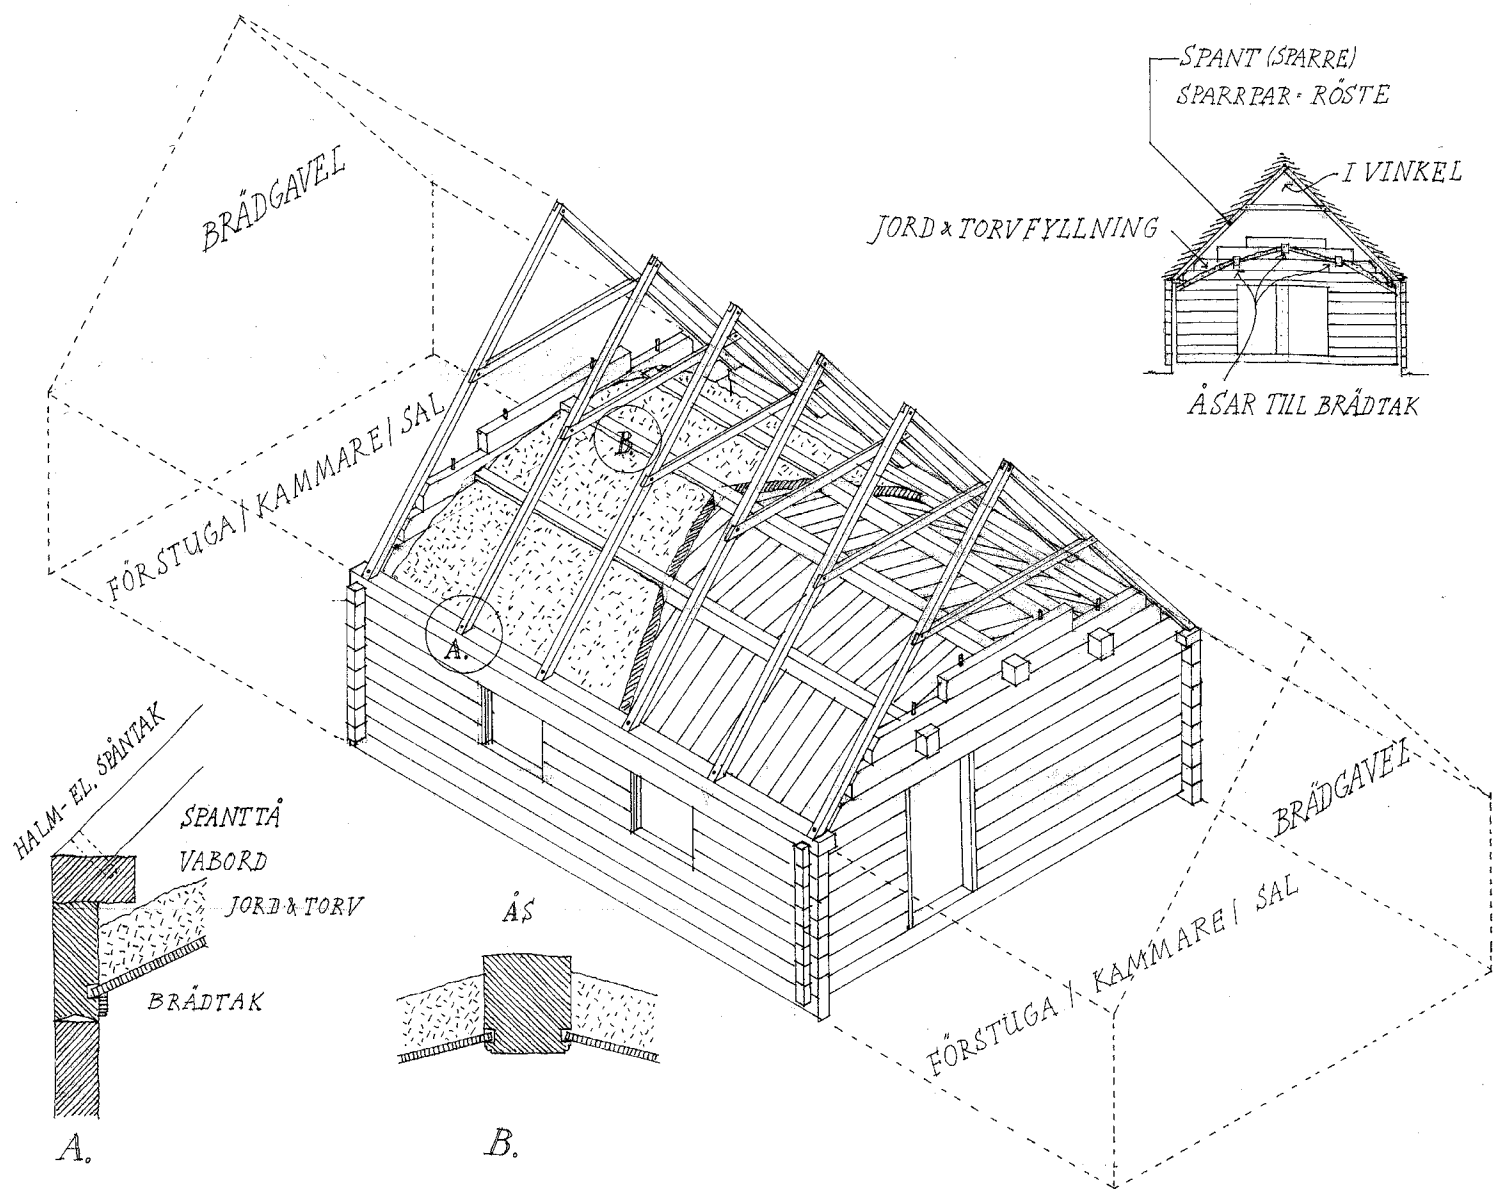 SPANT (SPARRE)
SPARRPAR = RÖSTE
I VINKEL
JORD & TORVFYLLNING
ÅSAR TILL BRÄDTAK
BRÄDGAVEL
FÖRSTUGA / KAMMARE / SAL
B.
A.
HALM- EL. SPÅNTAK
SPANTTÅ
VABORD
JORD & TORV
BRÄDTAK
A.
ÅS
B.
BRÄDGAVEL
FÖRSTUGA / KAMMARE / SAL